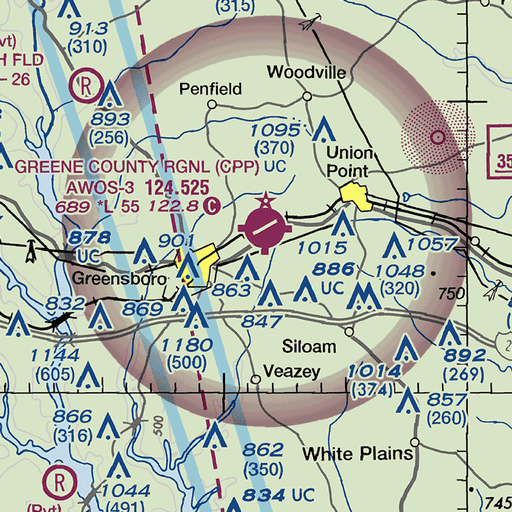 (315)
913
(310)
vt)
H FLD
- 26
R
893
(256)
Penfield
Woodville
1095
(370)
UC
Union
Point
35
GREENE COUNTY RGNL (CPP)
AWOS-3 124.525
689 *L 55 122.8 C
878
UC
901
1015
1057
Greensboro
863
886
UC
1048
(320)
750
832
869
847
1144
(605)
1180
(500)
Siloam
892
(269)
Veazey
1014
(374)
857
(260)
866
(316)
500
862
(350)
White Plains
R
(Pvt)
1044
(491)
834 UC
745